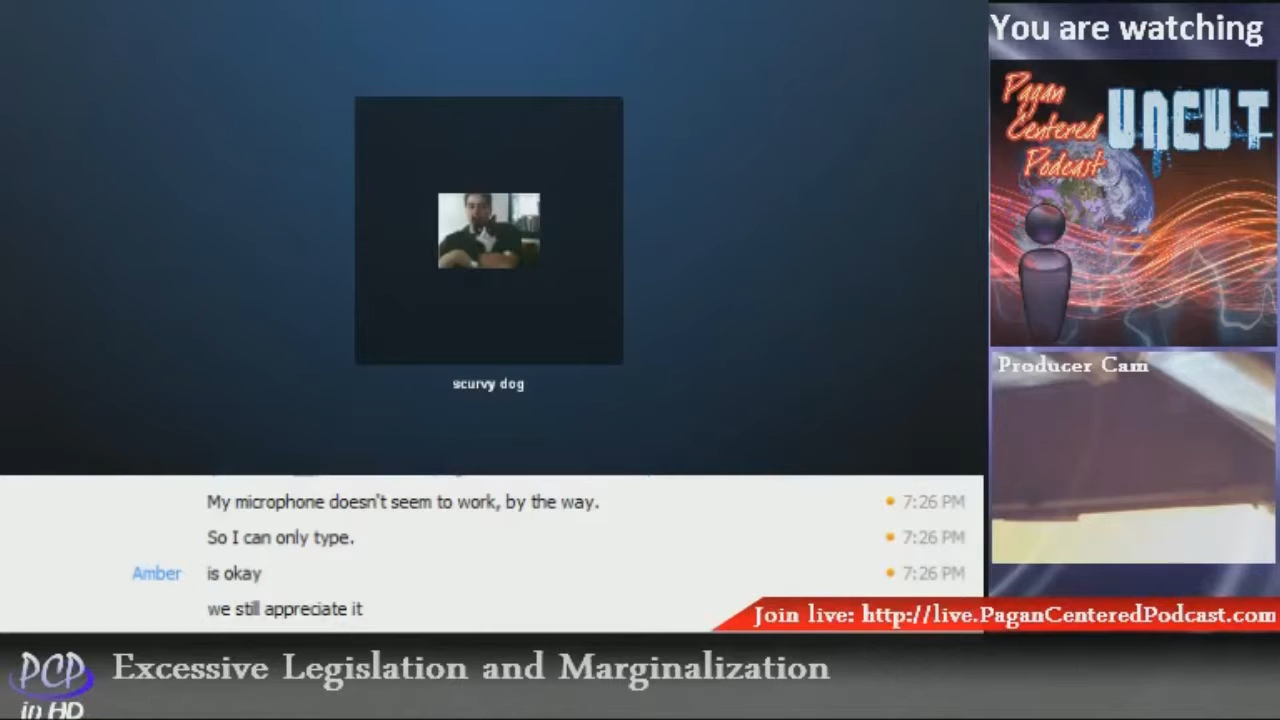 You are watching
Pagan
Centered
Podcast
UNCUT
Producer Cam
scurvy dog
My microphone doesn't seem to work, by the way. 7:26 PM
So I can only type. 7:26 PM
Amber is okay 7:26 PM
we still appreciate it
Join live: http://live.PaganCenteredPodcast.com
PCP
in HD
Excessive Legislation and Marginalization